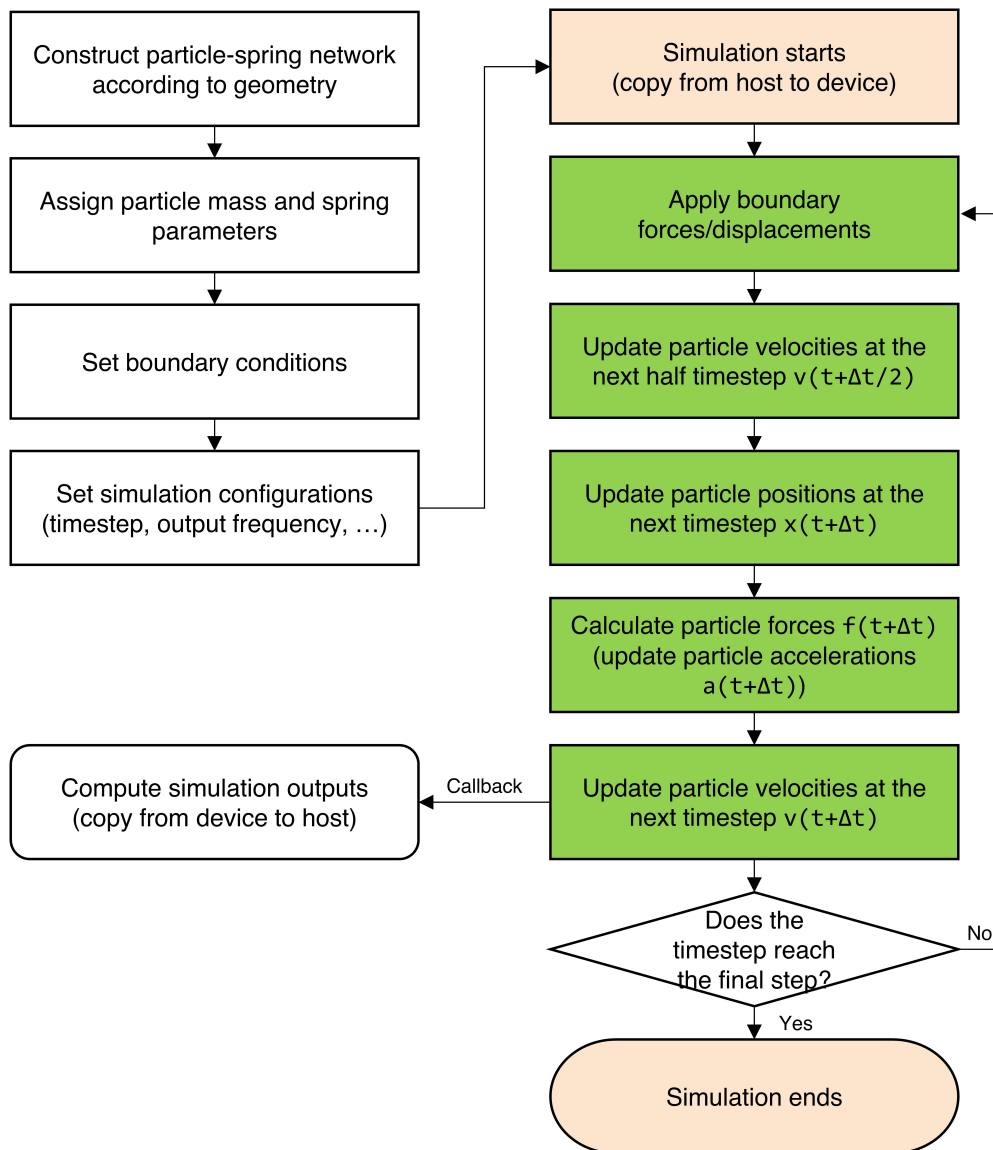 Construct particle-spring network
according to geometry
Assign particle mass and spring
parameters
Set boundary conditions
Set simulation configurations
(timestep, output frequency, …)
Simulation starts
(copy from host to device)
Apply boundary
forces/displacements
Update particle velocities at the
next half timestep v(t+Δt/2)
Update particle positions at the
next timestep x(t+Δt)
Calculate particle forces f(t+Δt)
(update particle accelerations
a(t+Δt))
Update particle velocities at the
next timestep v(t+Δt)
Callback
Compute simulation outputs
(copy from device to host)
Does the
timestep reach
the final step?
No
Yes
Simulation ends